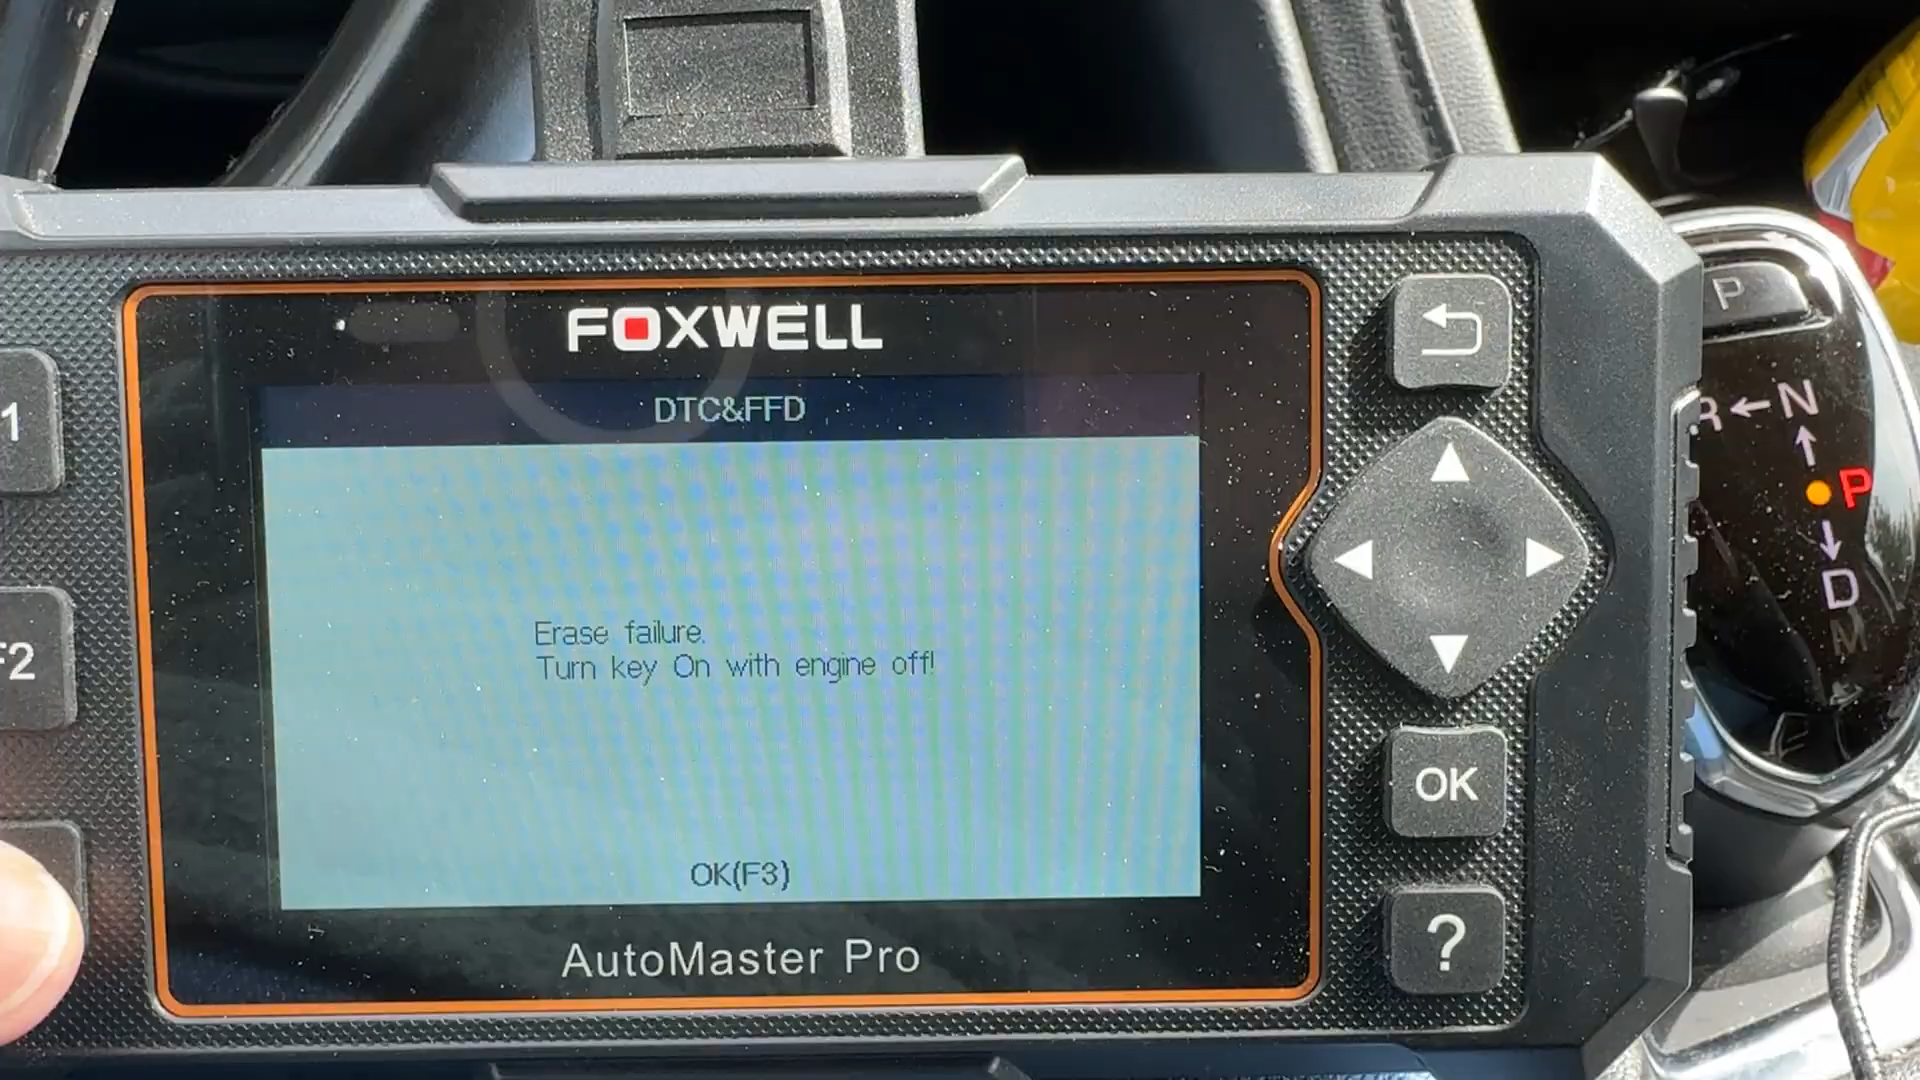 FOXWELL
DTC&FFD
Erase failure.
Turn key On with engine off!
OK(F3)
AutoMaster Pro
1
F2
OK
?
P
R ← N
P
D
M